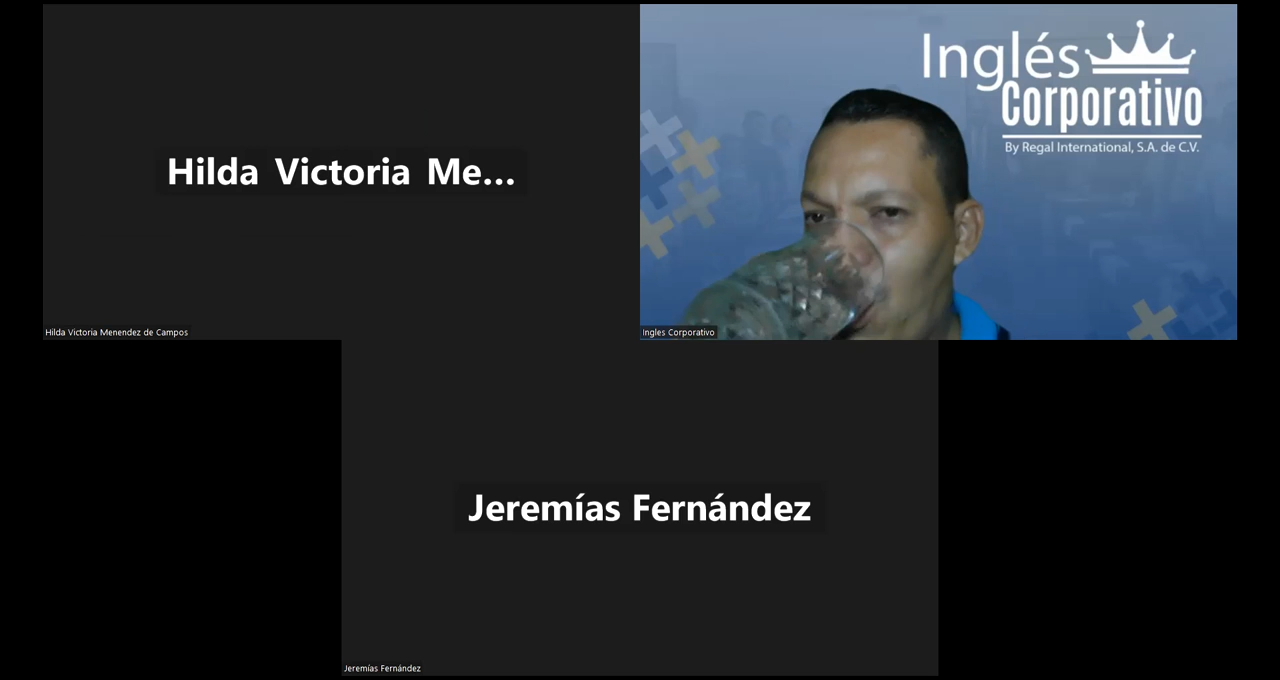 Hilda Victoria Me...
Hilda Victoria Menendez de Campos
Inglés
Corporativo
By Regal International, S.A. de C.V.
Ingles Corporativo
Jeremías Fernández
Jeremías Fernández